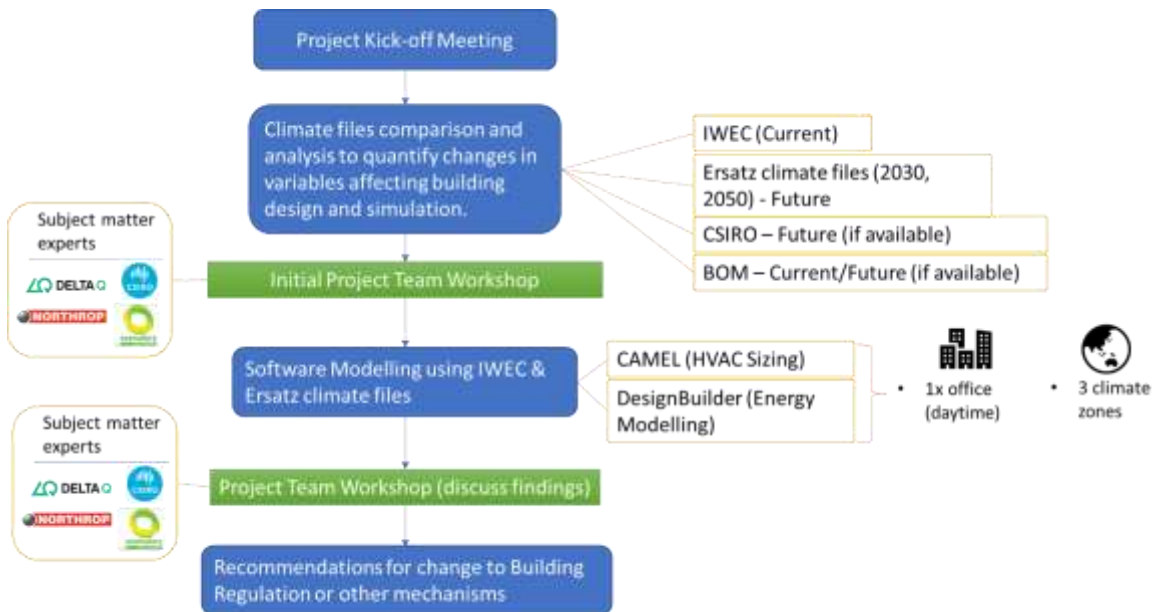 Project Kick-off Meeting
Climate files comparison and
analysis to quantify changes in
variables affecting building
design and simulation.
IWEC (Current)
Ersatz climate files (2030,
2050) - Future
CSIRO – Future (if available)
BOM – Current/Future (if available)
Subject matter
experts
DELTA Q
CSIRO
NORTHROP
Initial Project Team Workshop
Software Modelling using IWEC &
Ersatz climate files
CAMEL (HVAC Sizing)
DesignBuilder (Energy
Modelling)
• 1x office
(daytime)
• 3 climate
zones
Subject matter
experts
DELTA Q
CSIRO
NORTHROP
Project Team Workshop (discuss findings)
Recommendations for change to Building
Regulation or other mechanisms